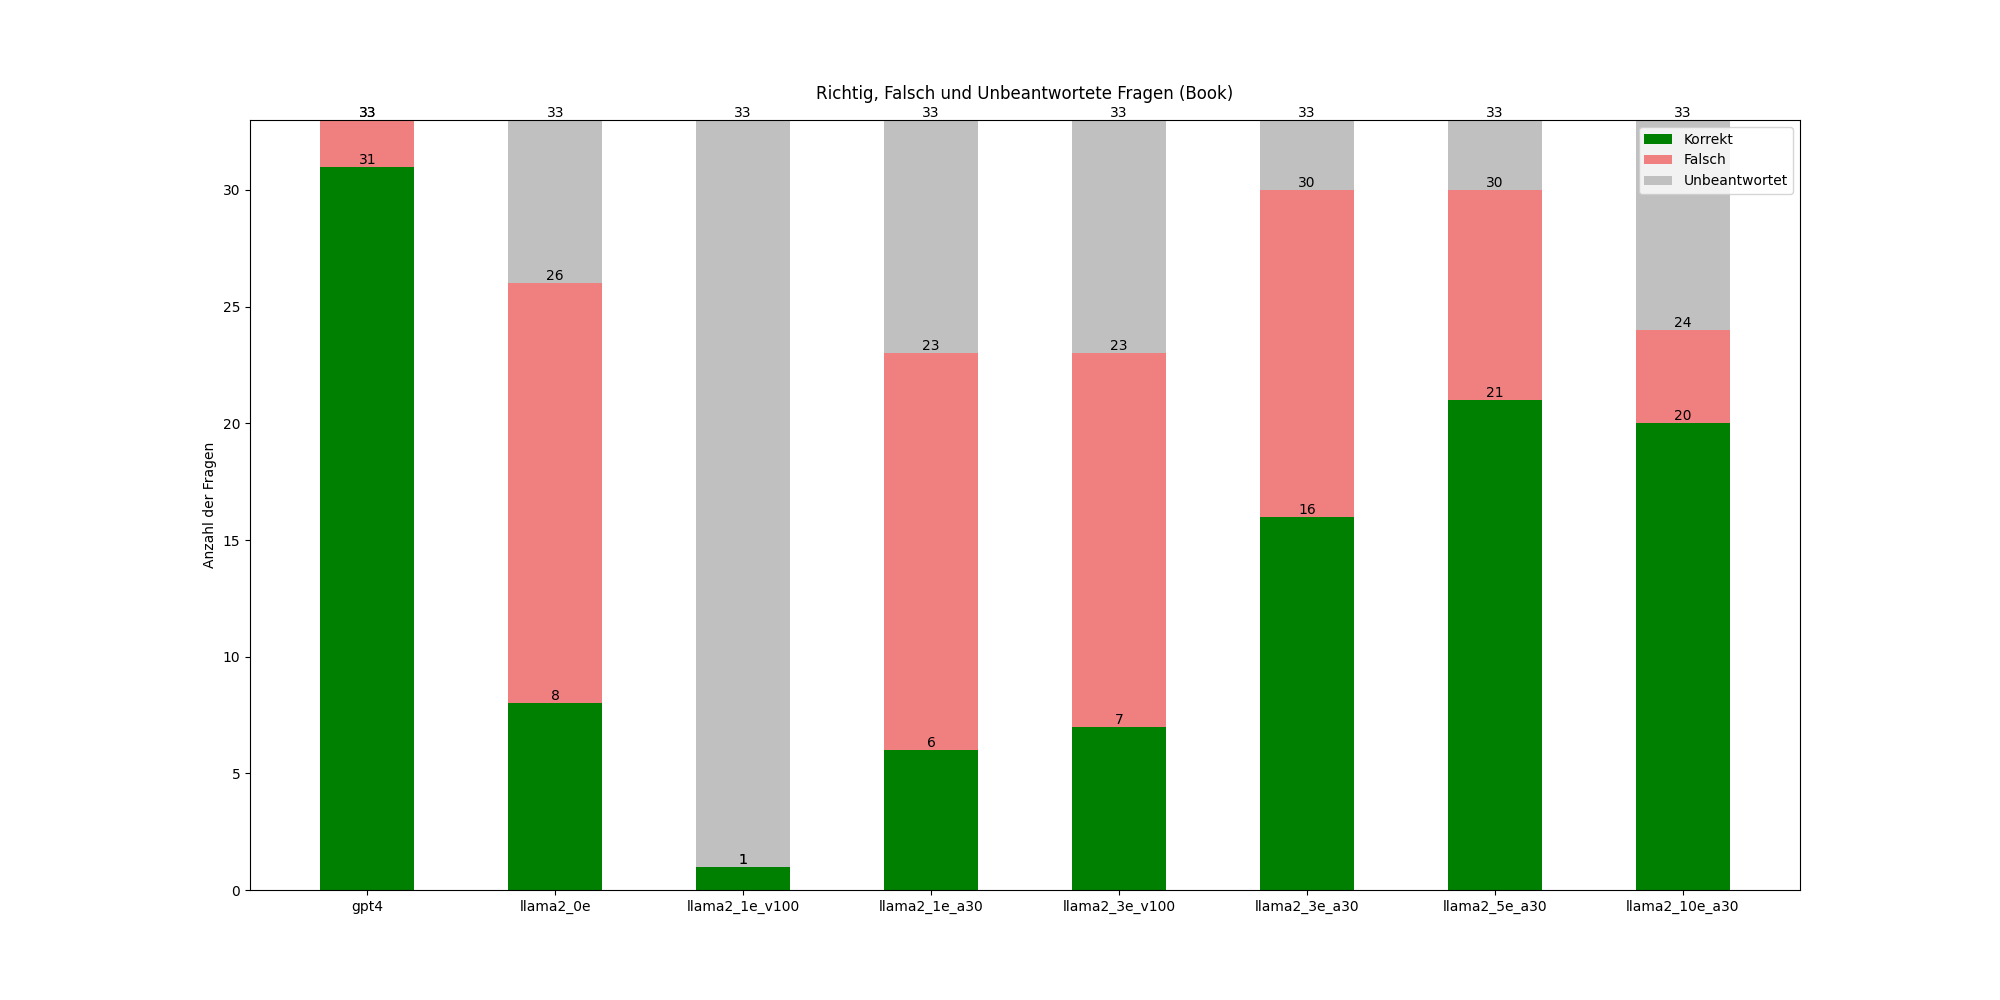 Richtig, Falsch und Unbeantwortete Fragen (Book)
33 33 33 33 33 33 33 33
Korrekt
Falsch
Unbeantwortet
31
30 30 30
26
25
24
23 23
21
20 20
16
15
Anzahl der Fragen
10
8
7
6
5
1
0
gpt4 llama2_0e llama2_1e_v100 llama2_1e_a30 llama2_3e_v100 llama2_3e_a30 llama2_5e_a30 llama2_10e_a30